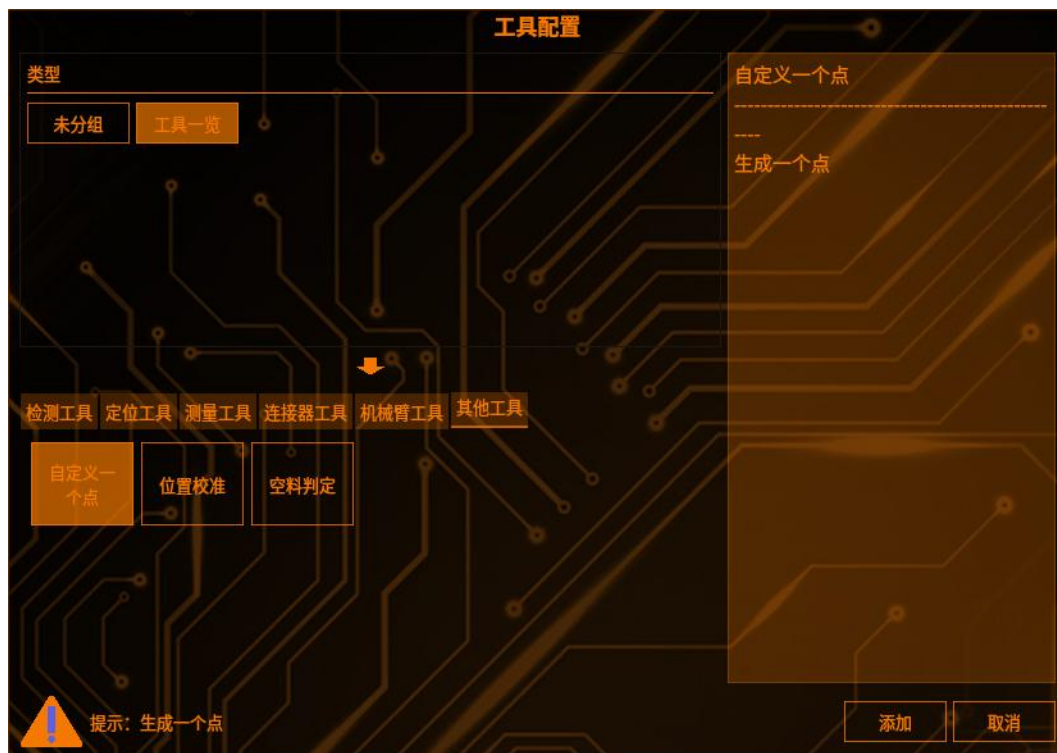 工具配置
类型
未分组
工具一览
自定义一个点
-----------------------------------------------
----
生成一个点
检测工具
定位工具
测量工具
连接器工具
机械臂工具
其他工具
自定义一
个点
位置校准
空料判定
提示：生成一个点
添加
取消